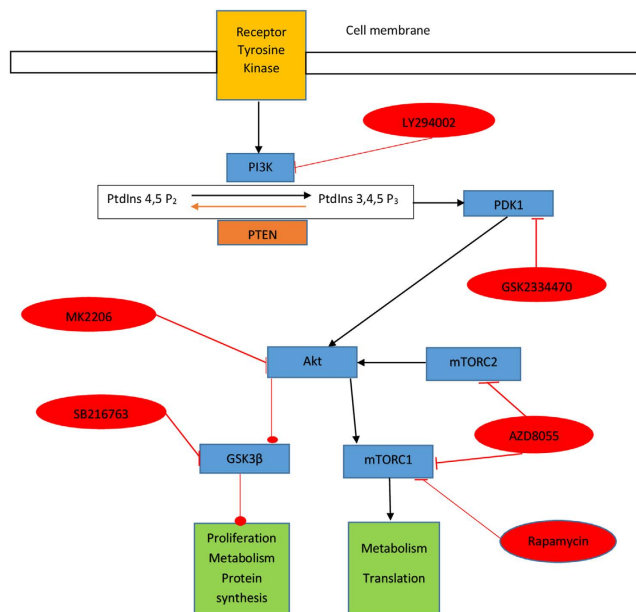 Receptor
Tyrosine
Kinase
Cell membrane
LY294002
PI3K
PtdIns 4,5 P₂
PtdIns 3,4,5 P₃
PDK1
PTEN
GSK2334470
MK2206
Akt
mTORC2
SB216763
AZD8055
GSK3β
mTORC1
Proliferation
Metabolism
Protein
synthesis
Metabolism
Translation
Rapamycin